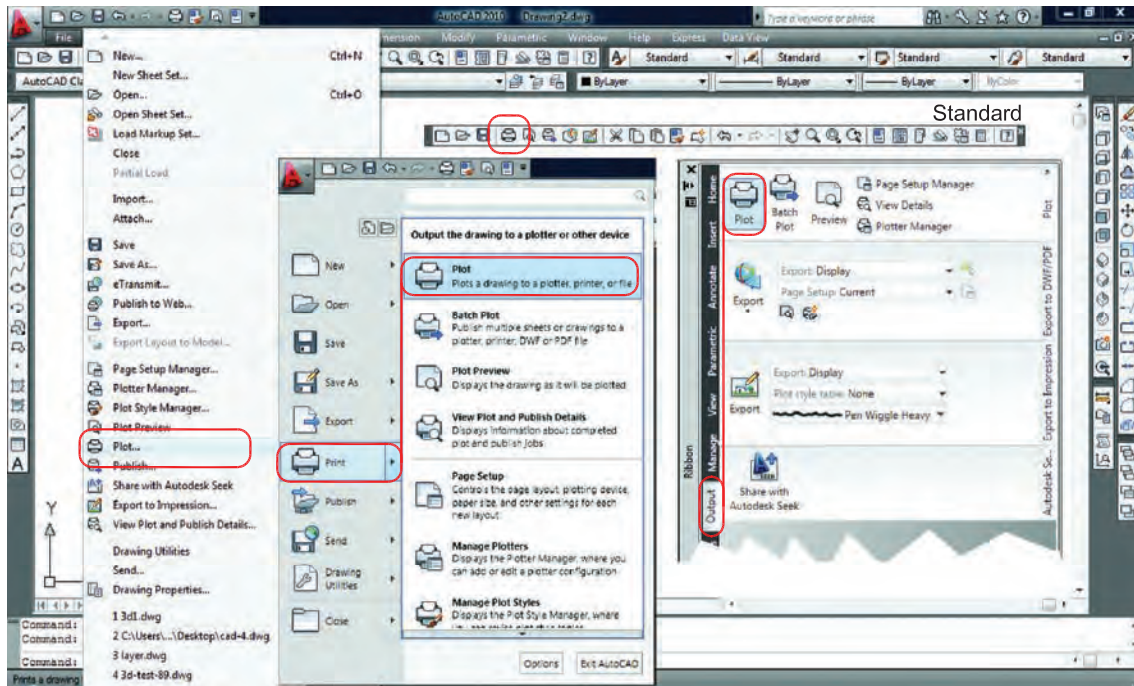 AutoCAD 2010 Drawing2.dwg
Type a keyword or phrase
File
mension Modify Parametric Window Help Express Data View
Standard Standard Standard Standard
AutoCAD Cla
ByLayer ByLayer ByLayer ByColor
New... Ctrl+N
New Sheet Set...
Open... Ctrl+O
Open Sheet Set...
Load Markup Set...
Close
Partial Load
Import...
Attach...
Save
Save As...
eTransmit...
Publish to Web...
Export...
Export Layout to Model...
Page Setup Manager...
Plotter Manager...
Plot Style Manager...
Plot Preview
Plot...
Publish...
Share with Autodesk Seek
Export to Impression...
View Plot and Publish Details...
Drawing Utilities
Send...
Drawing Properties...
1 3d1.dwg
2 C:\Users\...\Desktop\cad-4.dwg
3 layer.dwg
4 3d-test-89.dwg
Standard
Output the drawing to a plotter or other device
New
Open
Save
Save As
Export
Print
Publish
Send
Drawing
Utilities
Close
Plot
Plots a drawing to a plotter, printer, or file
Batch Plot
Publish multiple sheets or drawings to a
plotter, printer, DWF or PDF file
Plot Preview
Displays the drawing as it will be plotted
View Plot and Publish Details
Displays information about completed
plot and publish jobs
Page Setup
Controls the page layout, plotting device,
paper size, and other settings for each
new layout
Manage Plotters
Displays the Plotter Manager, where you
can add or edit a plotter configuration
Manage Plot Styles
Displays the Plot Style Manager, where
Options Exit AutoCAD
Ribbon
Home
Insert
Annotate
Parametric
View
Manage
Output
Plot
Batch
Plot
Preview
Page Setup Manager
View Details
Plotter Manager
Plot
Export
Export: Display
Page Setup: Current
Export to DWF/PDF
Export
Export: Display
Plot style table: None
Pen Wiggle Heavy
Export to Impression
Share with
Autodesk Seek
Autodesk Se...
Y
A
Command:
Command:
Command:
Prints a drawing